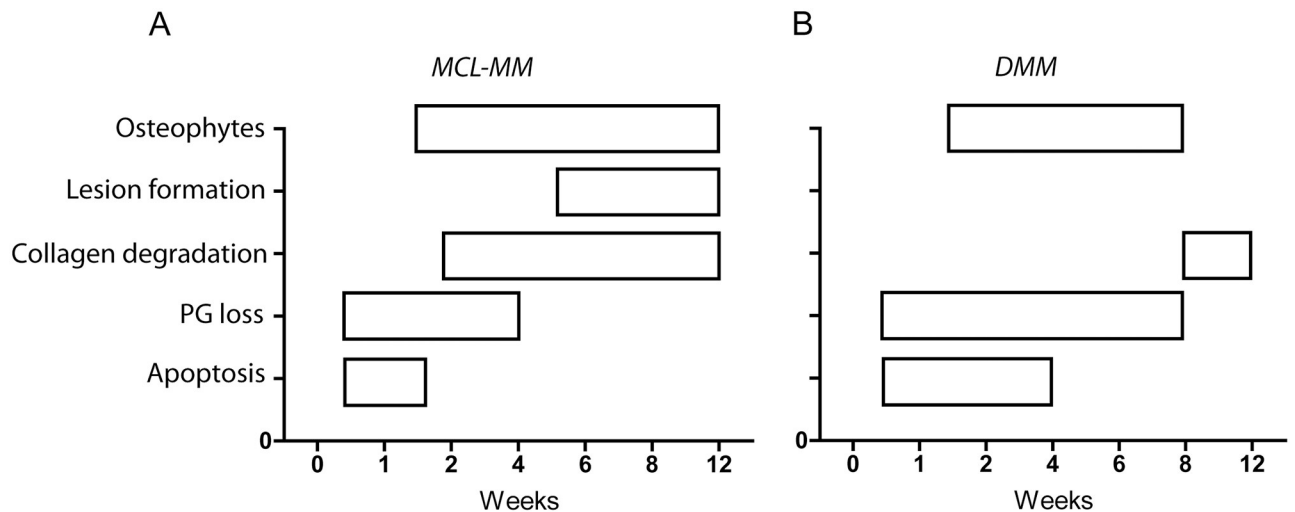 A
B
MCL-MM
DMM
Osteophytes
Lesion formation
Collagen degradation
PG loss
Apoptosis
0
0
0 1 2 4 6 8 12
0 1 2 4 6 8 12
Weeks
Weeks